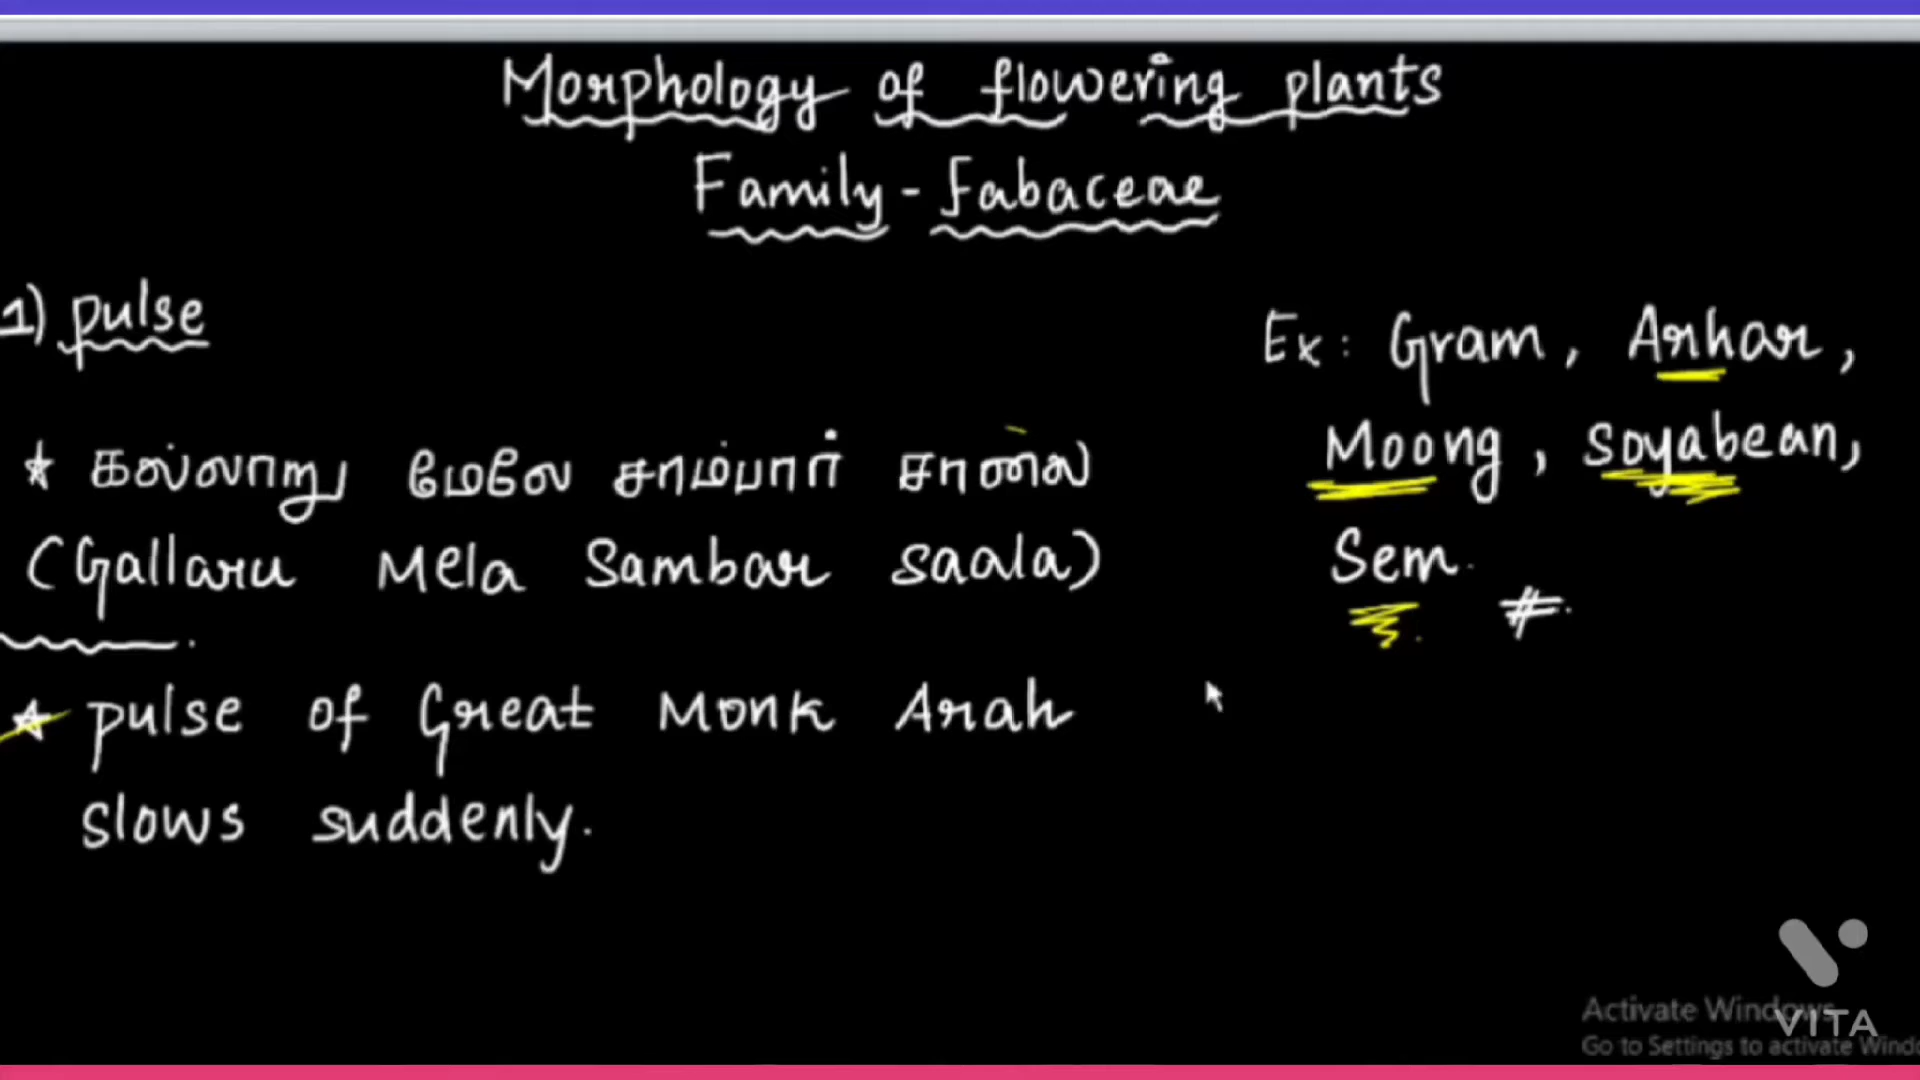 Morphology of flowering plants
Family - Fabaceae
1) pulse
★ கல்லாறு மேலே சாம்பார் சாலை
(Gallaru Mela Sambar saala)
★ pulse of Great Monk Arah
slows suddenly.
Ex: Gram, Arhar,
Moong, soyabean,
Sem.
#.
Activate Windows
Go to Settings to activate Windo
VITA